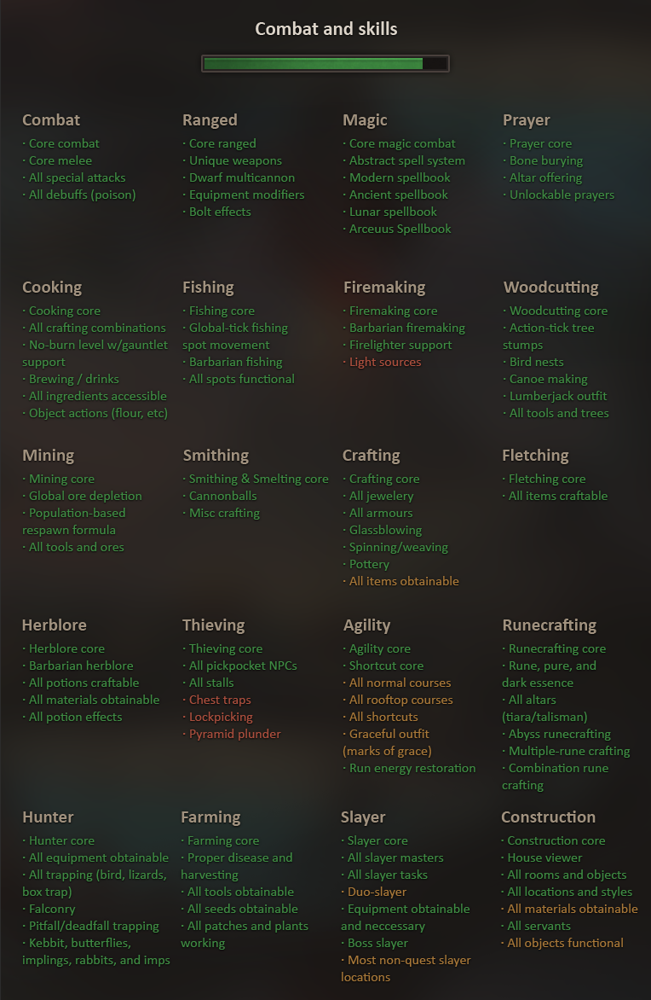 Combat and skills
Combat
· Core combat
· Core melee
· All special attacks
· All debuffs (poison)
Ranged
· Core ranged
· Unique weapons
· Dwarf multicannon
· Equipment modifiers
· Bolt effects
Magic
· Core magic combat
· Abstract spell system
· Modern spellbook
· Ancient spellbook
· Lunar spellbook
· Arceuus Spellbook
Prayer
· Prayer core
· Bone burying
· Altar offering
· Unlockable prayers
Cooking
· Cooking core
· All crafting combinations
· No-burn level w/gauntlet
support
· Brewing / drinks
· All ingredients accessible
· Object actions (flour, etc)
Fishing
· Fishing core
· Global-tick fishing
spot movement
· Barbarian fishing
· All spots functional
Firemaking
· Firemaking core
· Barbarian firemaking
· Firelighter support
· Light sources
Woodcutting
· Woodcutting core
· Action-tick tree
stumps
· Bird nests
· Canoe making
· Lumberjack outfit
· All tools and trees
Mining
· Mining core
· Global ore depletion
· Population-based
respawn formula
· All tools and ores
Smithing
· Smithing & Smelting core
· Cannonballs
· Misc crafting
Crafting
· Crafting core
· All jewelery
· All armours
· Glassblowing
· Spinning/weaving
· Pottery
· All items obtainable
Fletching
· Fletching core
· All items craftable
Herblore
· Herblore core
· Barbarian herblore
· All potions craftable
· All materials obtainable
· All potion effects
Thieving
· Thieving core
· All pickpocket NPCs
· All stalls
· Chest traps
· Lockpicking
· Pyramid plunder
Agility
· Agility core
· Shortcut core
· All normal courses
· All rooftop courses
· All shortcuts
· Graceful outfit
(marks of grace)
· Run energy restoration
Runecrafting
· Runecrafting core
· Rune, pure, and
dark essence
· All altars
(tiara/talisman)
· Abyss runecrafting
· Multiple-rune crafting
· Combination rune
crafting
Hunter
· Hunter core
· All equipment obtainable
· All trapping (bird, lizards,
box trap)
· Falconry
· Pitfall/deadfall trapping
· Kebbit, butterflies,
implings, rabbits, and imps
Farming
· Farming core
· Proper disease and
harvesting
· All tools obtainable
· All seeds obtainable
· All patches and plants
working
Slayer
· Slayer core
· All slayer masters
· All slayer tasks
· Duo-slayer
· Equipment obtainable
and neccessary
· Boss slayer
· Most non-quest slayer
locations
Construction
· Construction core
· House viewer
· All rooms and objects
· All locations and styles
· All materials obtainable
· All servants
· All objects functional